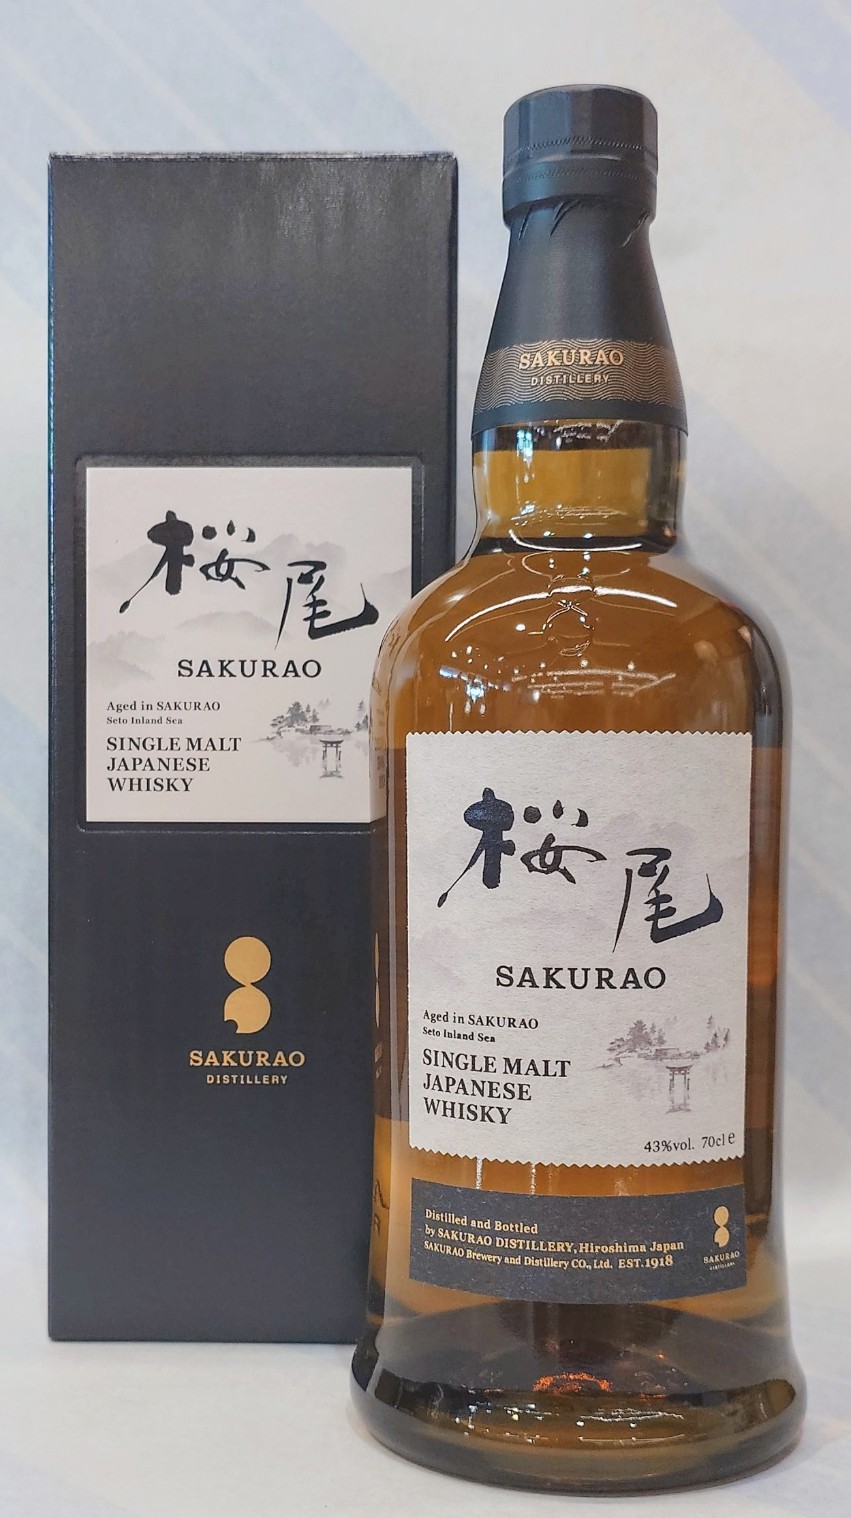 桜尾
SAKURAO
Aged in SAKURAO
Seto Inland Sea
SINGLE MALT
JAPANESE
WHISKY
SAKURAO
DISTILLERY
SAKURAO
DISTILLERY
桜尾
SAKURAO
Aged in SAKURAO
Seto Inland Sea
SINGLE MALT
JAPANESE
WHISKY
43%vol. 70cl e
Distilled and Bottled
by SAKURAO DISTILLERY, Hiroshima Japan
SAKURAO Brewery and Distillery CO., Ltd. EST.1918
SAKURAO
DISTILLERY